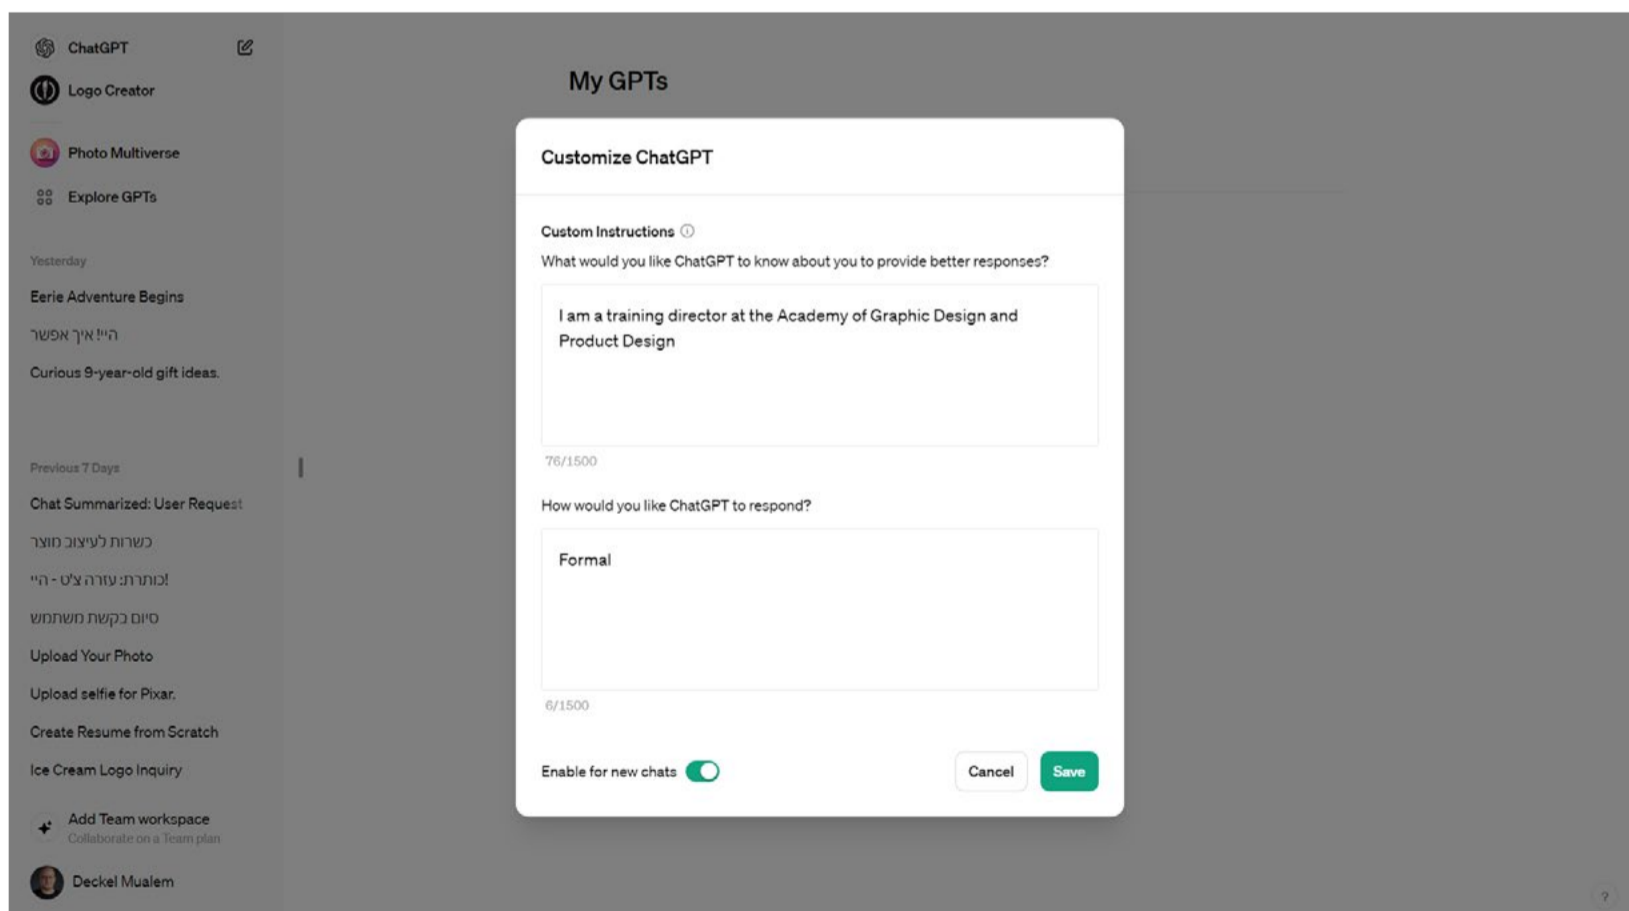 ChatGPT
Logo Creator
Photo Multiverse
Explore GPTs
Yesterday
Eerie Adventure Begins
היי! איך אפשר
Curious 9-year-old gift ideas.
Previous 7 Days
Chat Summarized: User Request
כשרות לעיצוב מוצר
כותרת: עזרה צ'ט - היי!
סיום בקשת משתמש
Upload Your Photo
Upload selfie for Pixar.
Create Resume from Scratch
Ice Cream Logo Inquiry
Add Team workspace
Collaborate on a Team plan
Deckel Mualem
My GPTs
Customize ChatGPT
Custom Instructions
What would you like ChatGPT to know about you to provide better responses?
I am a training director at the Academy of Graphic Design and
Product Design
76/1500
How would you like ChatGPT to respond?
Formal
6/1500
Enable for new chats
Cancel
Save
?